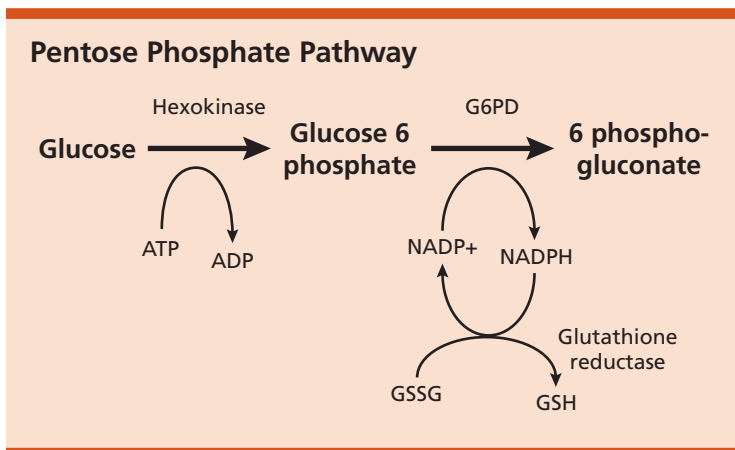 Pentose Phosphate Pathway
Hexokinase
G6PD
Glucose
Glucose 6
phosphate
6 phospho-
gluconate
ATP
ADP
NADP+
NADPH
Glutathione
reductase
GSSG
GSH